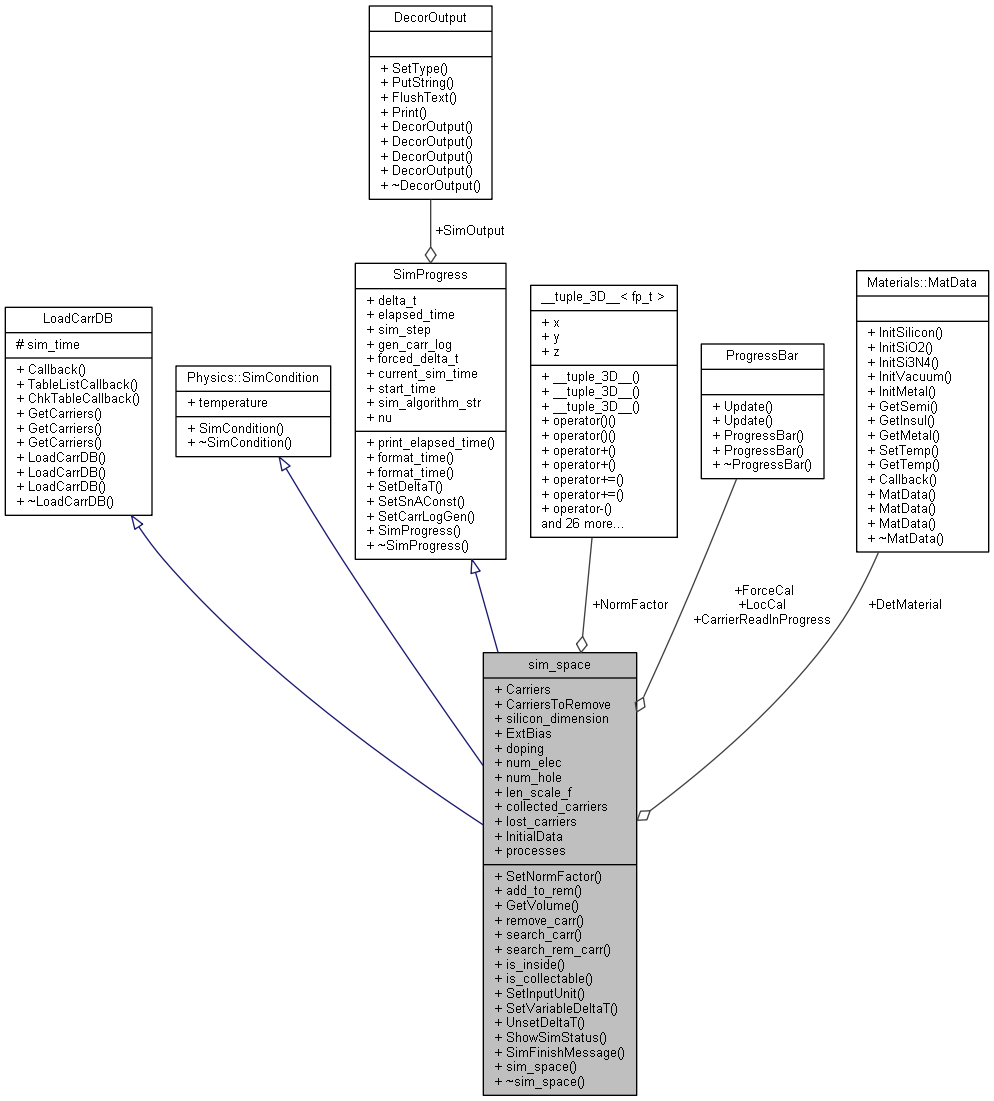 DecorOutput
+ SetType()
+ PutString()
+ FlushText()
+ Print()
+ DecorOutput()
+ DecorOutput()
+ DecorOutput()
+ DecorOutput()
+ ~DecorOutput()
+SimOutput
LoadCarrDB
# sim_time
+ Callback()
+ TableListCallback()
+ ChkTableCallback()
+ GetCarriers()
+ GetCarriers()
+ GetCarriers()
+ LoadCarrDB()
+ LoadCarrDB()
+ LoadCarrDB()
+ ~LoadCarrDB()
Physics::SimCondition
+ temperature
+ SimCondition()
+ ~SimCondition()
SimProgress
+ delta_t
+ elapsed_time
+ sim_step
+ gen_carr_log
+ forced_delta_t
+ current_sim_time
+ start_time
+ sim_algorithm_str
+ nu
+ print_elapsed_time()
+ format_time()
+ format_time()
+ SetDeltaT()
+ SetSnAConst()
+ SetCarrLogGen()
+ SimProgress()
+ ~SimProgress()
__tuple_3D__< fp_t >
+ x
+ y
+ z
+ __tuple_3D__()
+ __tuple_3D__()
+ __tuple_3D__()
+ operator()()
+ operator()()
+ operator+()
+ operator+()
+ operator+=()
+ operator+=()
+ operator-()
and 26 more...
ProgressBar
+ Update()
+ Update()
+ ProgressBar()
+ ProgressBar()
+ ~ProgressBar()
Materials::MatData
+ InitSilicon()
+ InitSiO2()
+ InitSi3N4()
+ InitVacuum()
+ InitMetal()
+ GetSemi()
+ GetInsul()
+ GetMetal()
+ SetTemp()
+ GetTemp()
+ Callback()
+ MatData()
+ MatData()
+ MatData()
+ ~MatData()
+NormFactor
+ForceCal
+LocCal
+CarrierReadInProgress
+DetMaterial
sim_space
+ Carriers
+ CarriersToRemove
+ silicon_dimension
+ ExtBias
+ doping
+ num_elec
+ num_hole
+ len_scale_f
+ collected_carriers
+ lost_carriers
+ InitialData
+ processes
+ SetNormFactor()
+ add_to_rem()
+ GetVolume()
+ remove_carr()
+ search_carr()
+ search_rem_carr()
+ is_inside()
+ is_collectable()
+ SetInputUnit()
+ SetVariableDeltaT()
+ UnsetDeltaT()
+ ShowSimStatus()
+ SimFinishMessage()
+ sim_space()
+ ~sim_space()